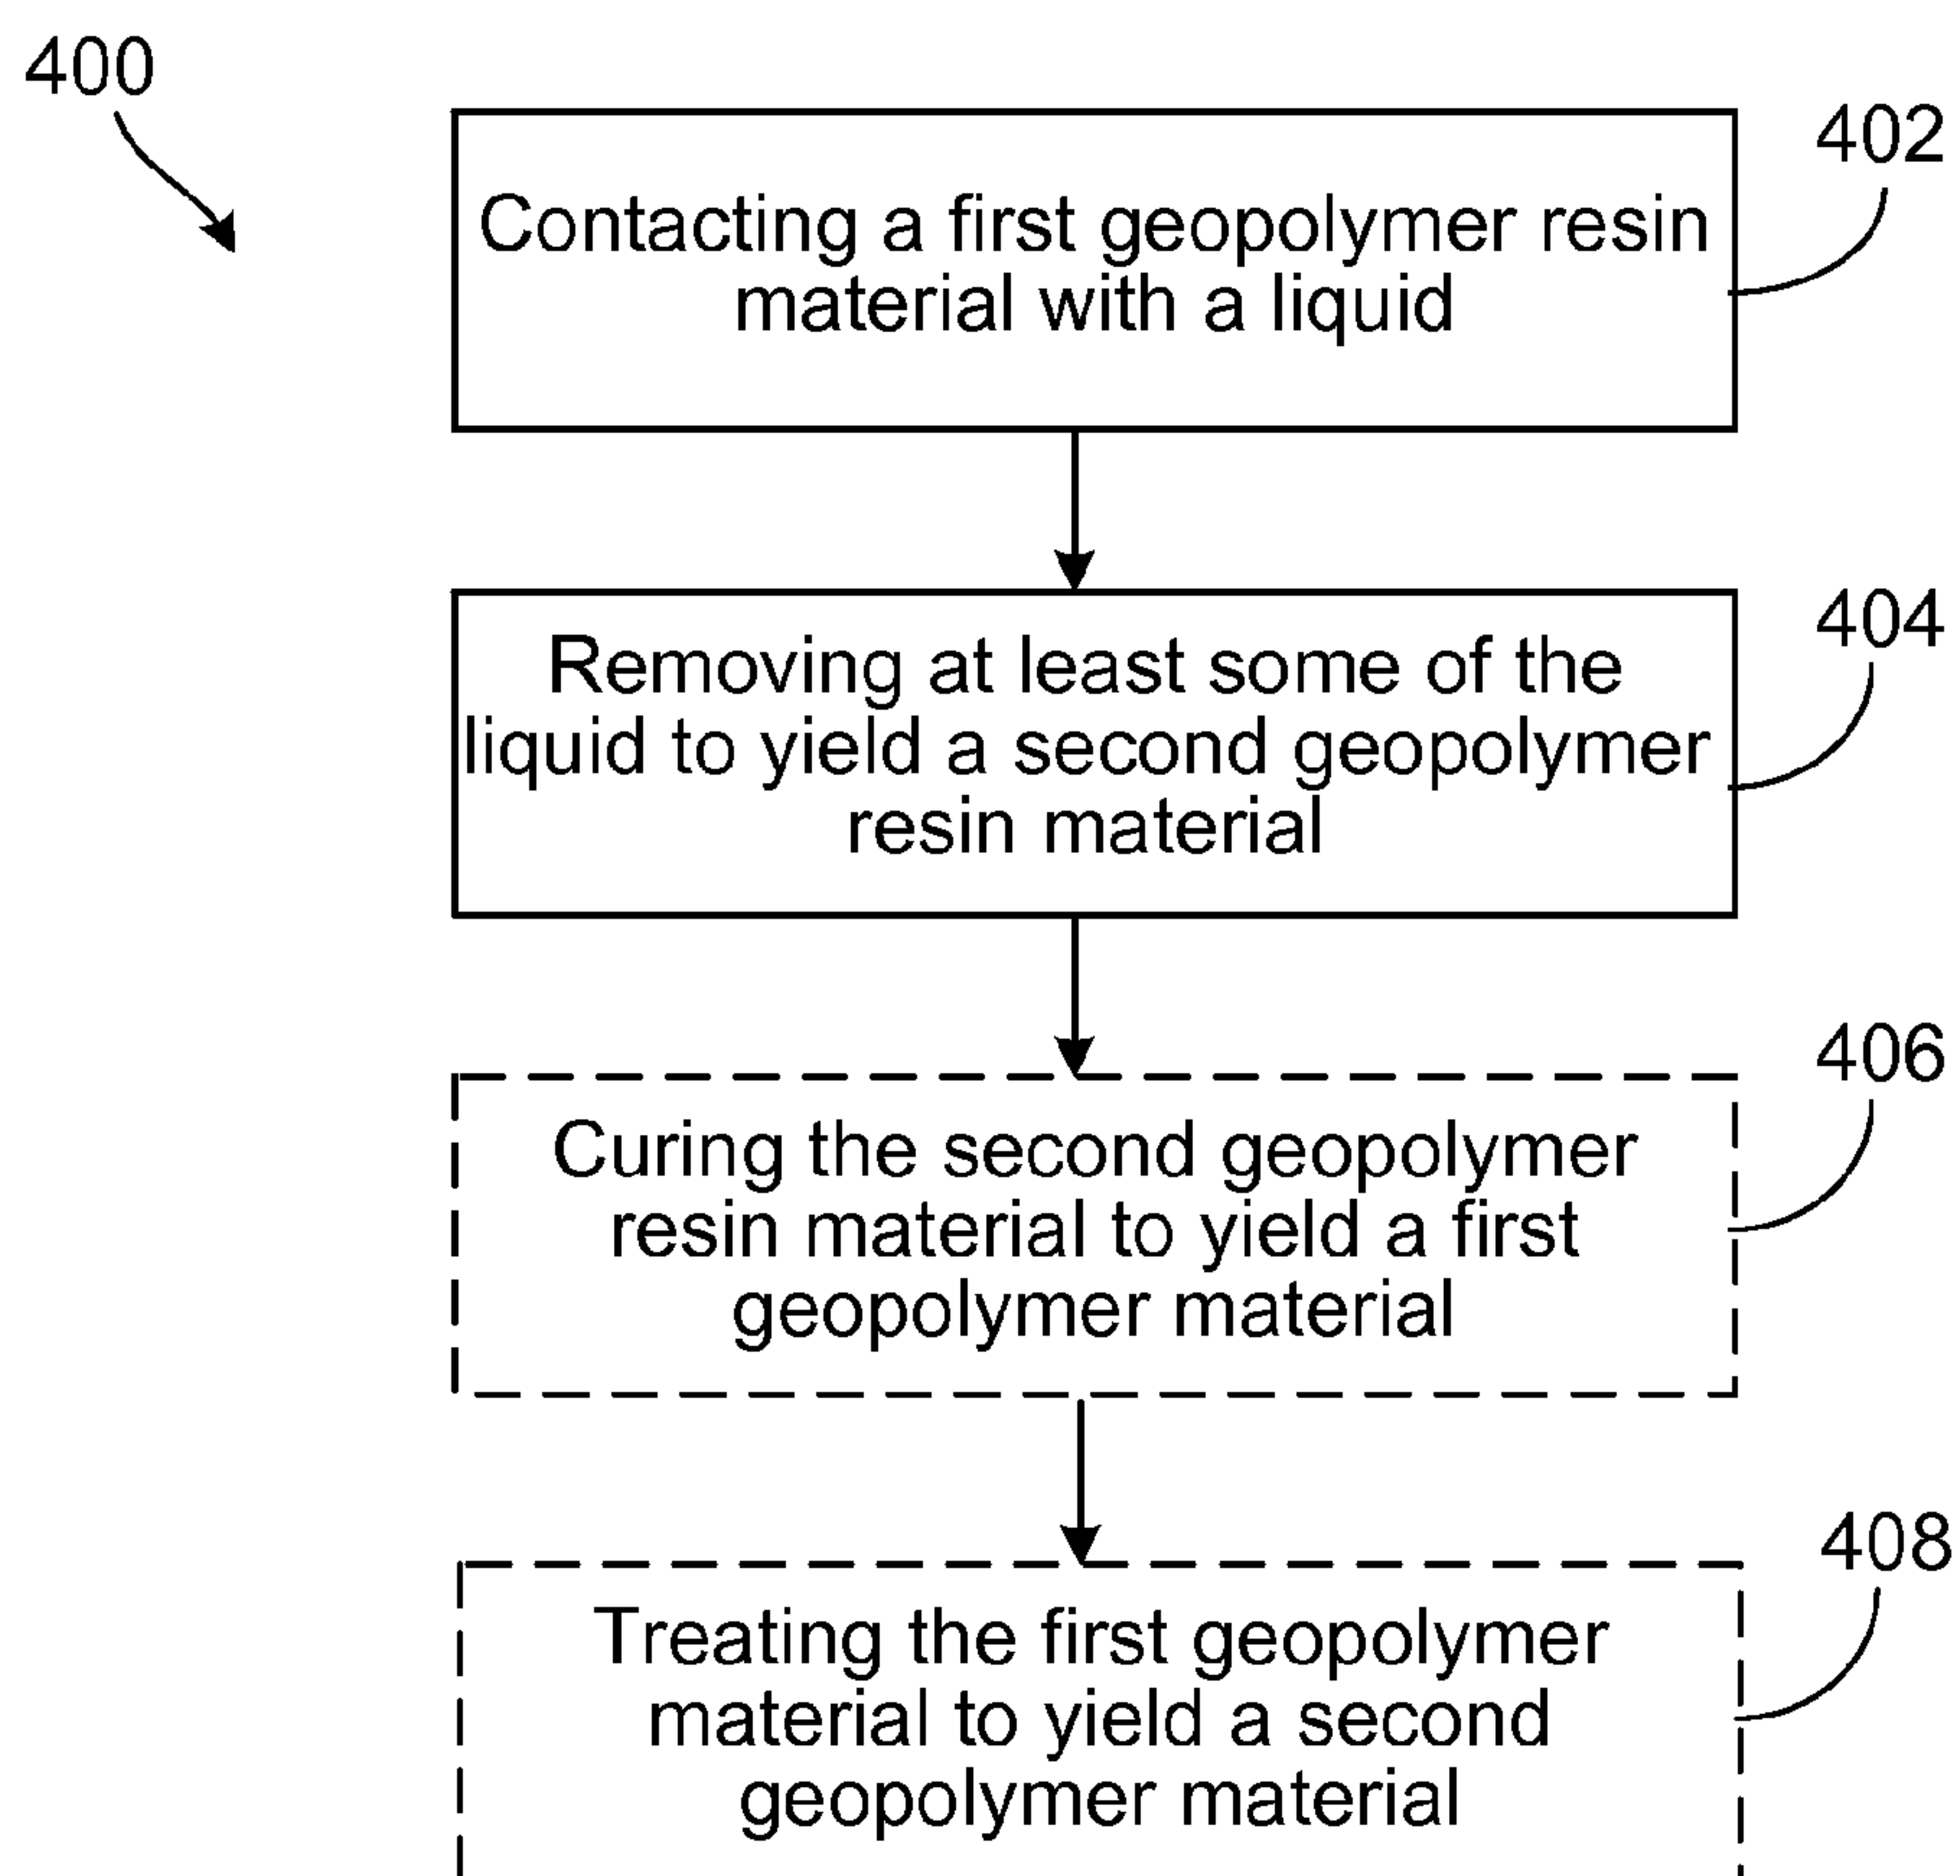 400
402
Contacting a first geopolymer resin
material with a liquid
404
Removing at least some of the
liquid to yield a second geopolymer
resin material
406
Curing the second geopolymer
resin material to yield a first
geopolymer material
408
Treating the first geopolymer
material to yield a second
geopolymer material